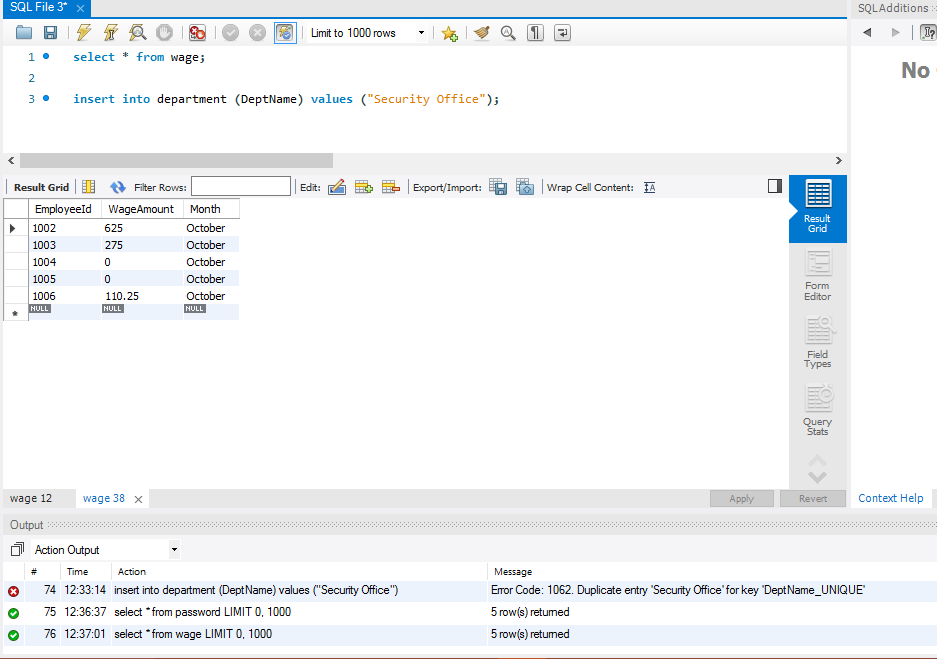 SQL File 3*
SQLAdditions
Limit to 1000 rows
1 select * from wage;
2
3 insert into department (DeptName) values ("Security Office");
No
Result Grid Filter Rows: Edit: Export/Import: Wrap Cell Content:
EmployeeId WageAmount Month
1002 625 October
1003 275 October
1004 0 October
1005 0 October
1006 110.25 October
NULL NULL NULL
Result
Grid
Form
Editor
Field
Types
Query
Stats
wage 12 wage 38 Apply Revert Context Help
Output
Action Output
# Time Action Message
74 12:33:14 insert into department (DeptName) values ("Security Office") Error Code: 1062. Duplicate entry 'Security Office' for key 'DeptName_UNIQUE'
75 12:36:37 select * from password LIMIT 0, 1000 5 row(s) returned
76 12:37:01 select * from wage LIMIT 0, 1000 5 row(s) returned